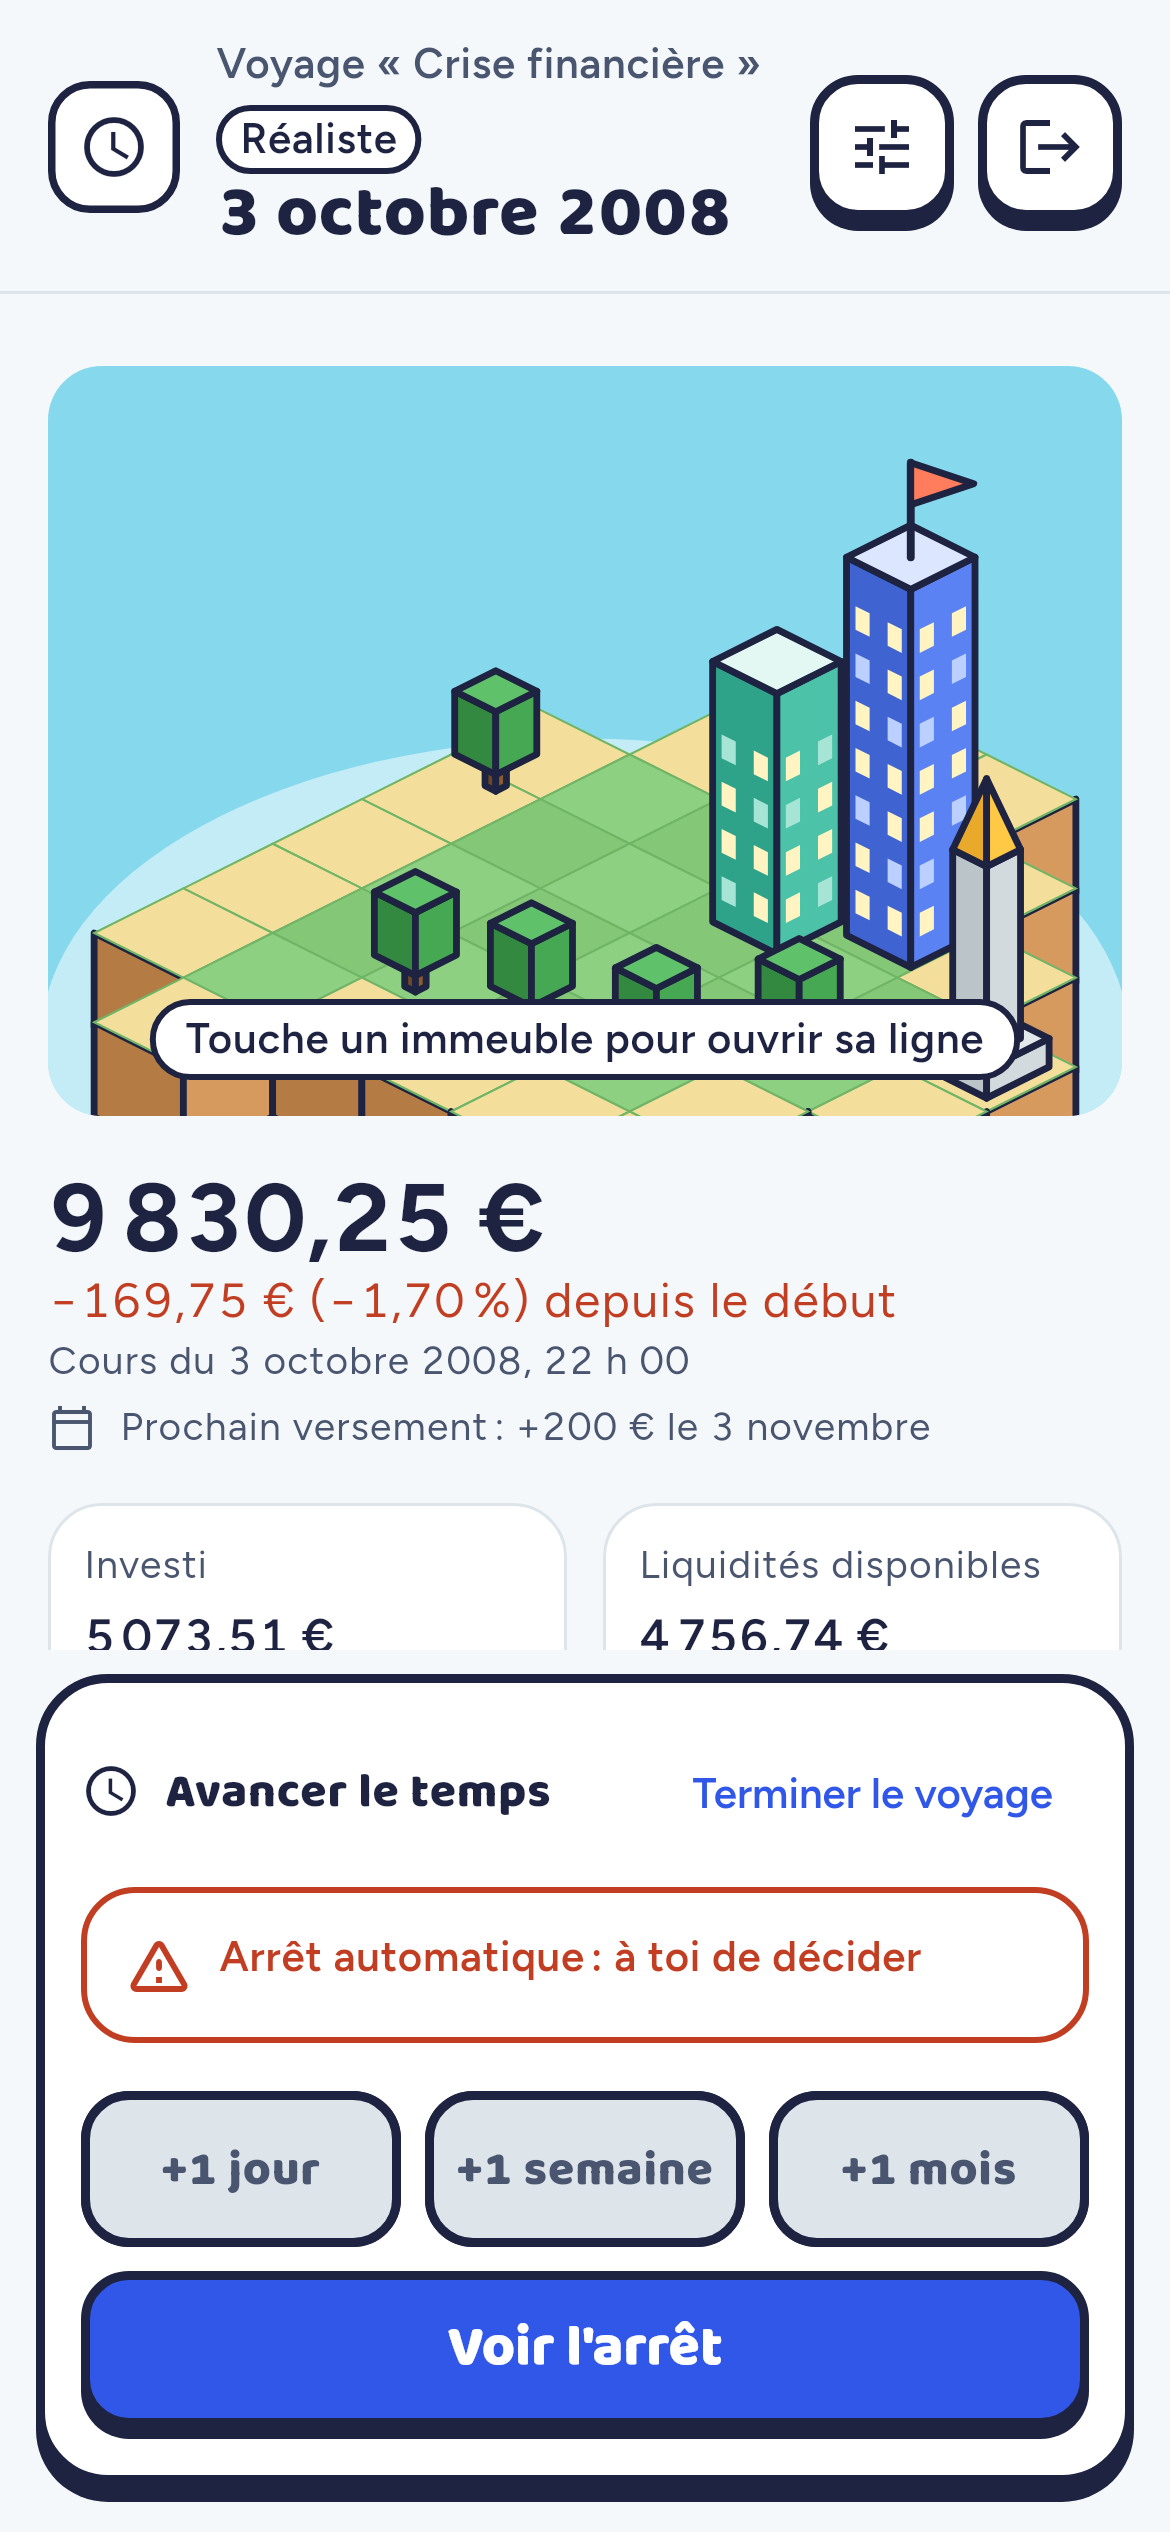 Voyage « Crise financière »
Réaliste
3 octobre 2008
Touche un immeuble pour ouvrir sa ligne
9 830,25 €
−169,75 € (−1,70 %) depuis le début
Cours du 3 octobre 2008, 22 h 00
Prochain versement : +200 € le 3 novembre
Investi
5 073,51 €
Liquidités disponibles
4 756,74 €
Avancer le temps
Terminer le voyage
Arrêt automatique : à toi de décider
+1 jour
+1 semaine
+1 mois
Voir l'arrêt